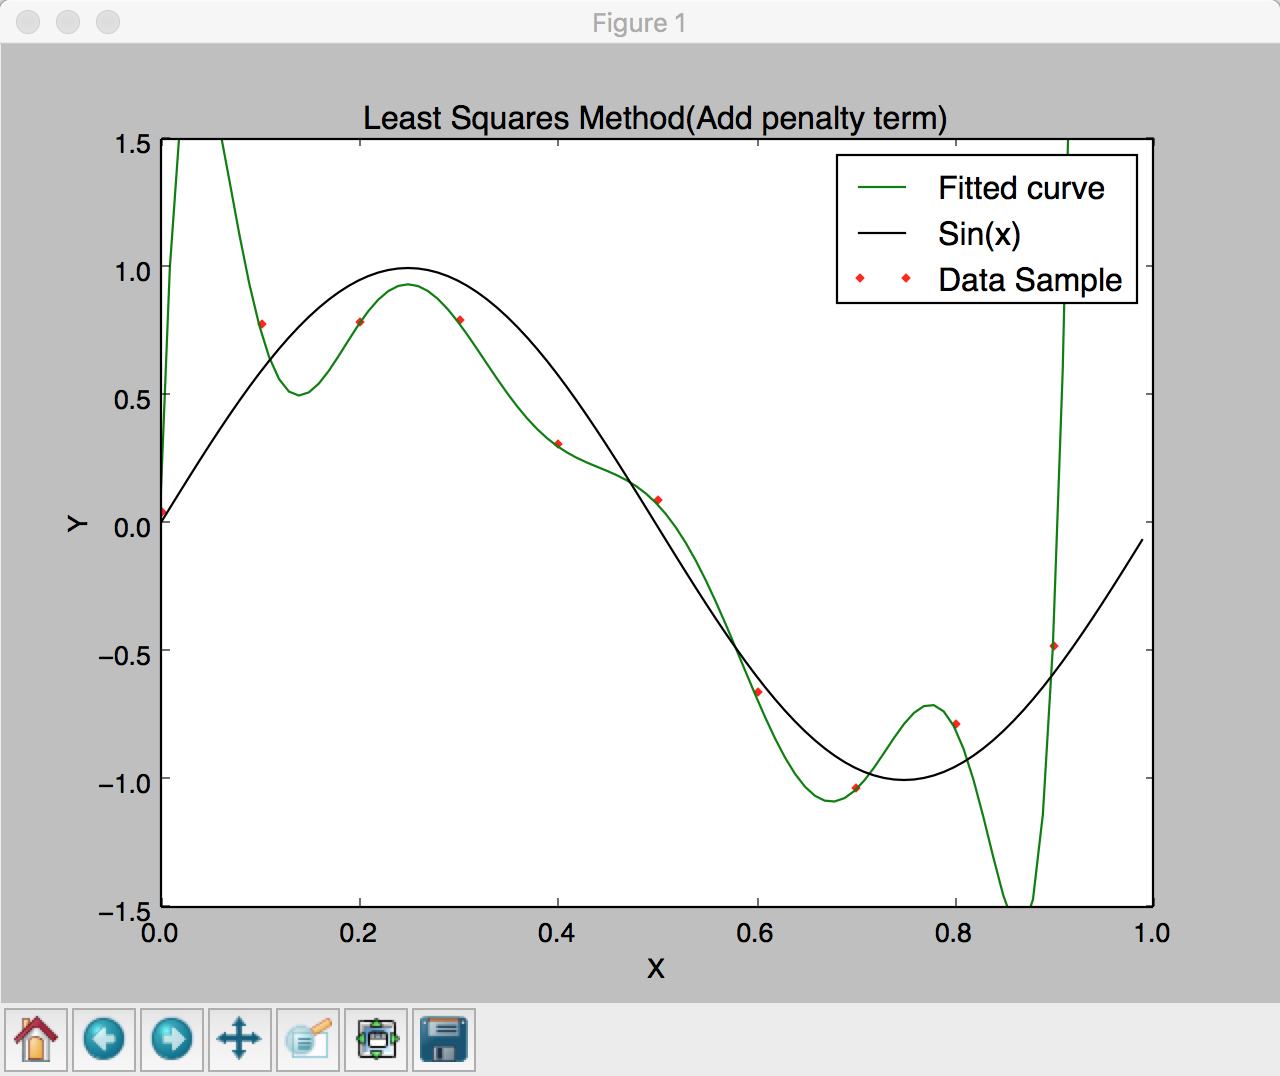 Figure 1
Least Squares Method(Add penalty term)
1.5
1.0
0.5
0.0
−0.5
−1.0
−1.5
Y
Fitted curve
Sin(x)
Data Sample
0.0 0.2 0.4 0.6 0.8 1.0
X